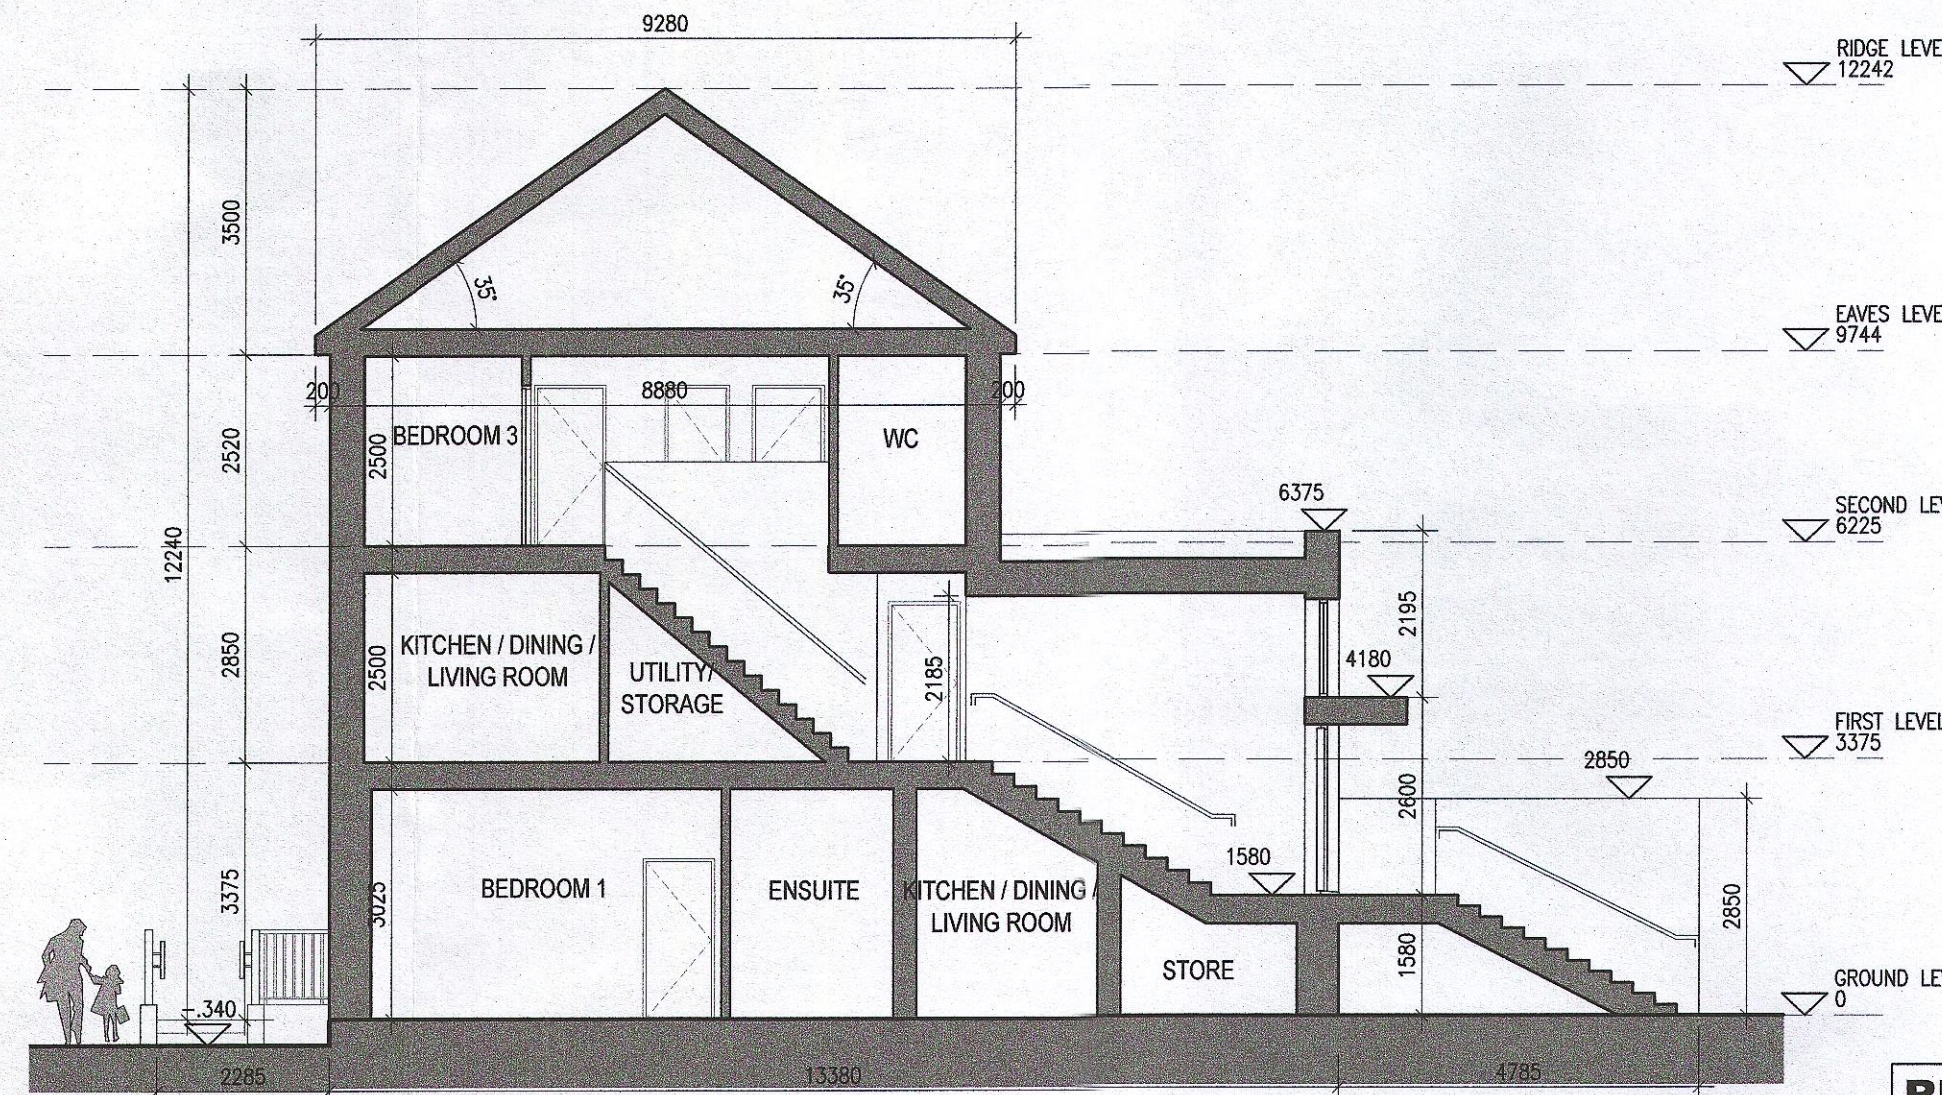 9280
RIDGE LEVE
12242
3500
35°
35°
EAVES LEVE
9744
200
8880
200
BEDROOM 3
WC
2500
2520
6375
SECOND LE
6225
12240
2195
KITCHEN / DINING /
LIVING ROOM
2500
2850
UTILITY/
STORAGE
2185
4180
FIRST LEVEL
3375
2850
2600
1580
BEDROOM 1
ENSUITE
KITCHEN / DINING /
LIVING ROOM
3025
3375
2850
STORE
1580
GROUND LE
0
-.340
2285
13380
4785